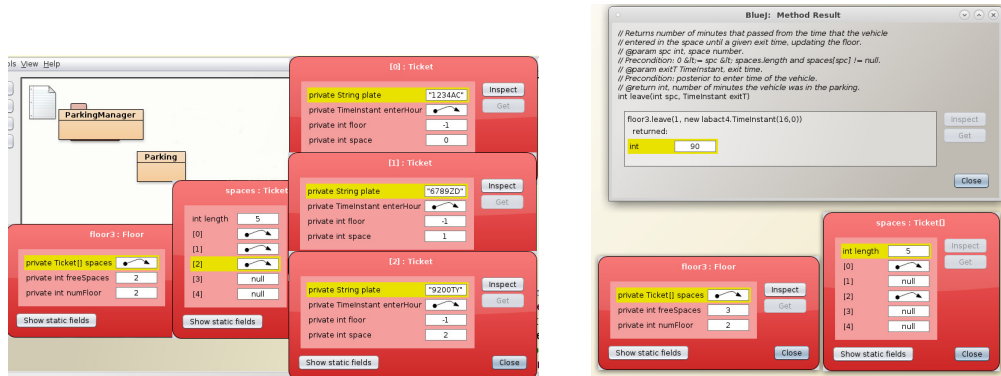 ols View Help
ParkingManager
Parking
floor3 : Floor
private Ticket[] spaces
private int freeSpaces 2
private int numFloor 2
Show static fields
spaces : Ticket
int length 5
[0]
[1]
[2]
[3] null
[4] null
Show static fields
[0] : Ticket
private String plate "1234AC"
private TimeInstant enterHour
private int floor -1
private int space 0
Inspect
Get
[1] : Ticket
private String plate "6789ZD"
private TimeInstant enterHour
private int floor -1
private int space 1
Inspect
Get
[2] : Ticket
private String plate "9200TY"
private TimeInstant enterHour
private int floor -1
private int space 2
Inspect
Get
Show static fields
Close
BlueJ: Method Result
// Returns number of minutes that passed from the time that the vehicle
// entered in the space until a given exit time, updating the floor.
// @param spc int, space number.
// Precondition: 0 &lt;= spc &lt; spaces.length and spaces[spc] != null.
// @param exitT TimeInstant, exit time.
// Precondition: posterior to enter time of the vehicle.
// @return int, number of minutes the vehicle was in the parking.
int leave(int spc, TimeInstant exitT)
floor3.leave(1, new labact4.TimeInstant(16,0))
returned:
int 90
Inspect
Get
Close
floor3 : Floor
private Ticket[] spaces
private int freeSpaces 3
private int numFloor 2
Inspect
Get
Show static fields
Close
spaces : Ticket[]
int length 5
[0]
[1] null
[2]
[3] null
[4] null
Inspect
Get
Show static fields
Close